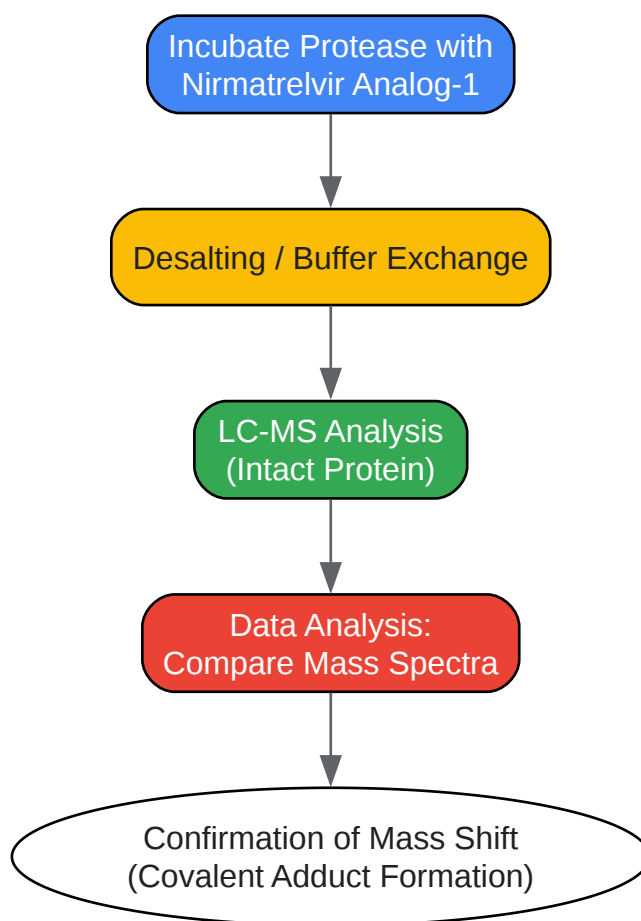 Incubate Protease with
Nirmatrelvir Analog-1
Desalting / Buffer Exchange
LC-MS Analysis
(Intact Protein)
Data Analysis:
Compare Mass Spectra
Confirmation of Mass Shift
(Covalent Adduct Formation)